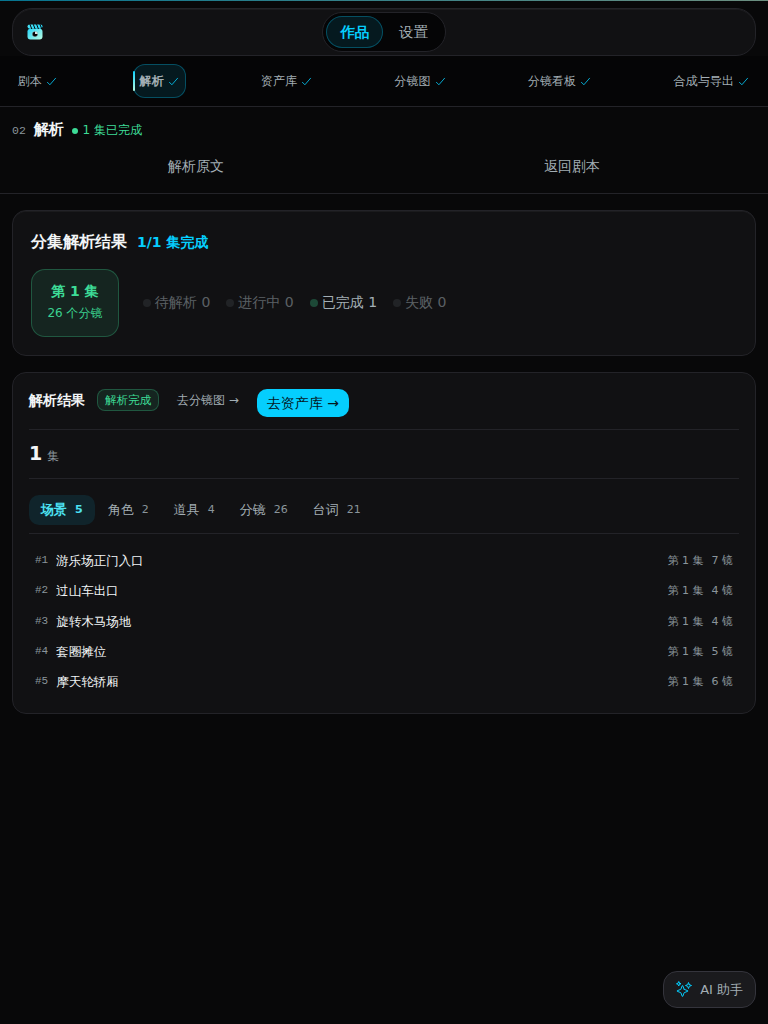 作品 设置
剧本 解析 资产库 分镜图 分镜看板 合成与导出
02 解析 1 集已完成
解析原文 返回剧本
分集解析结果 1/1 集完成
第 1 集
26 个分镜
待解析 0 进行中 0 已完成 1 失败 0
解析结果 解析完成 去分镜图 → 去资产库 →
1 集
场景 5 角色 2 道具 4 分镜 26 台词 21
#1 游乐场正门入口 第 1 集 7 镜
#2 过山车出口 第 1 集 4 镜
#3 旋转木马场地 第 1 集 4 镜
#4 套圈摊位 第 1 集 5 镜
#5 摩天轮轿厢 第 1 集 6 镜
AI 助手